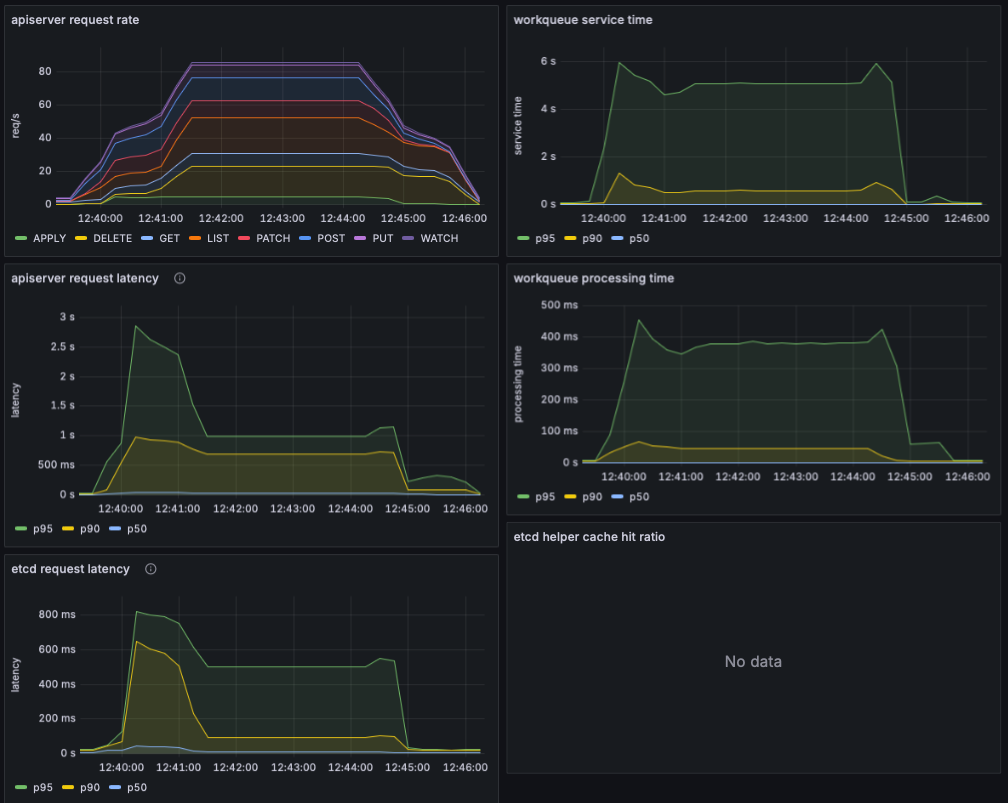 apiserver request rate
req/s
80
60
40
20
0
12:40:00 12:41:00 12:42:00 12:43:00 12:44:00 12:45:00 12:46:00
APPLY DELETE GET LIST PATCH POST PUT WATCH
workqueue service time
service time
6 s
4 s
2 s
0 s
12:40:00 12:41:00 12:42:00 12:43:00 12:44:00 12:45:00 12:46:00
p95 p90 p50
apiserver request latency
latency
3 s
2.5 s
2 s
1.5 s
1 s
500 ms
0 s
12:40:00 12:41:00 12:42:00 12:43:00 12:44:00 12:45:00 12:46:00
p95 p90 p50
workqueue processing time
processing time
500 ms
400 ms
300 ms
200 ms
100 ms
0 s
12:40:00 12:41:00 12:42:00 12:43:00 12:44:00 12:45:00 12:46:00
p95 p90 p50
etcd request latency
latency
800 ms
600 ms
400 ms
200 ms
0 s
12:40:00 12:41:00 12:42:00 12:43:00 12:44:00 12:45:00 12:46:00
p95 p90 p50
etcd helper cache hit ratio
No data